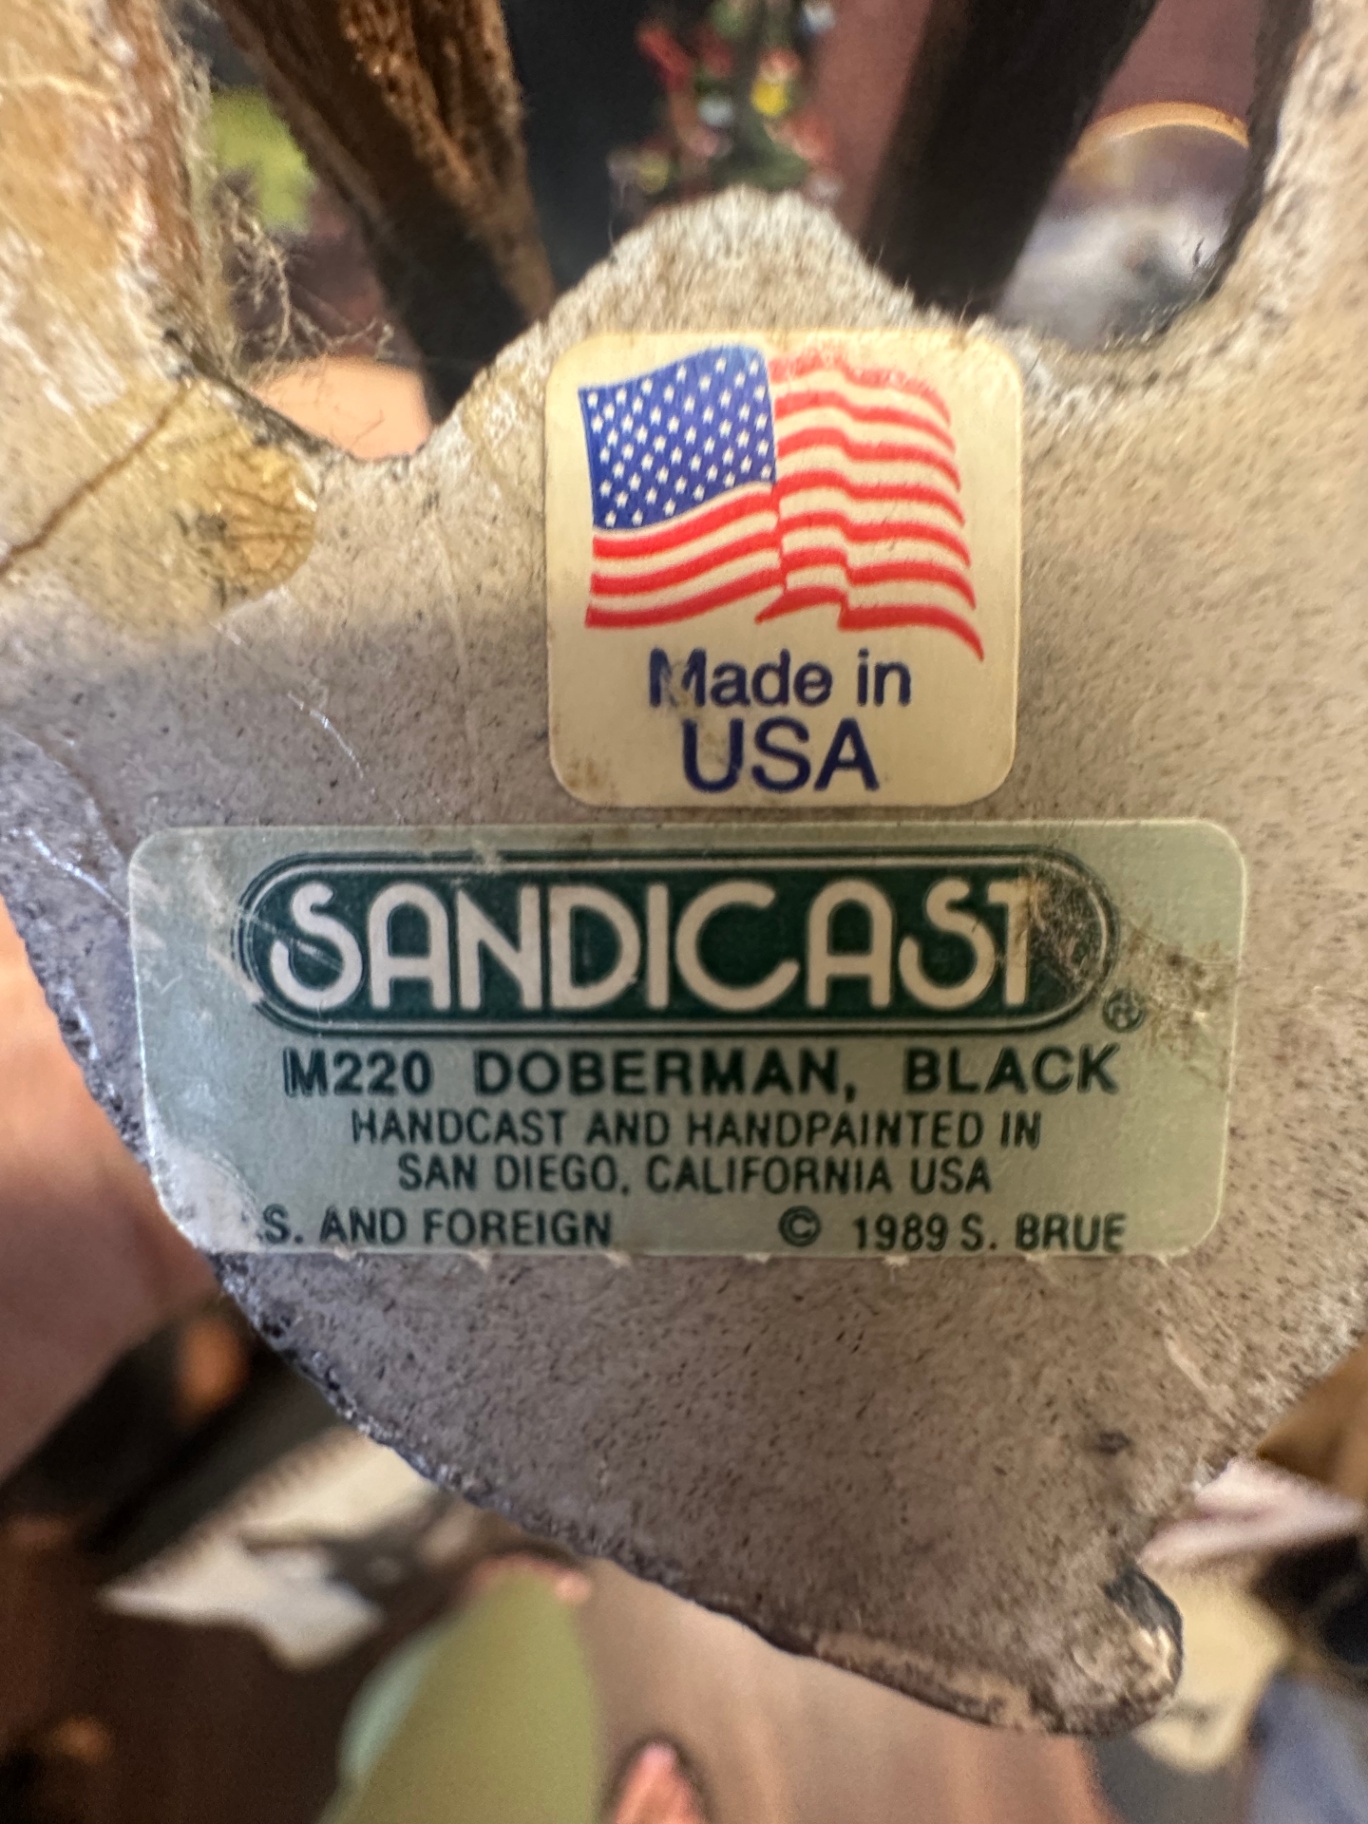 Made in
USA
SANDICAST®
M220 DOBERMAN, BLACK
HANDCAST AND HANDPAINTED IN
SAN DIEGO, CALIFORNIA USA
S. AND FOREIGN © 1989 S. BRUE